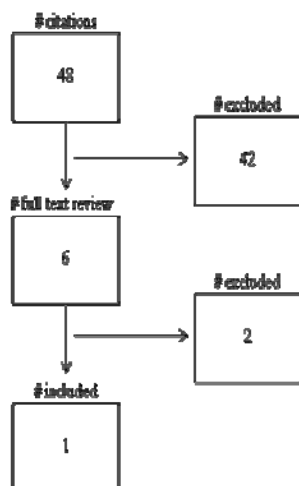 # citations
48
# excluded
42
# full text review
6
# excluded
2
# included
1